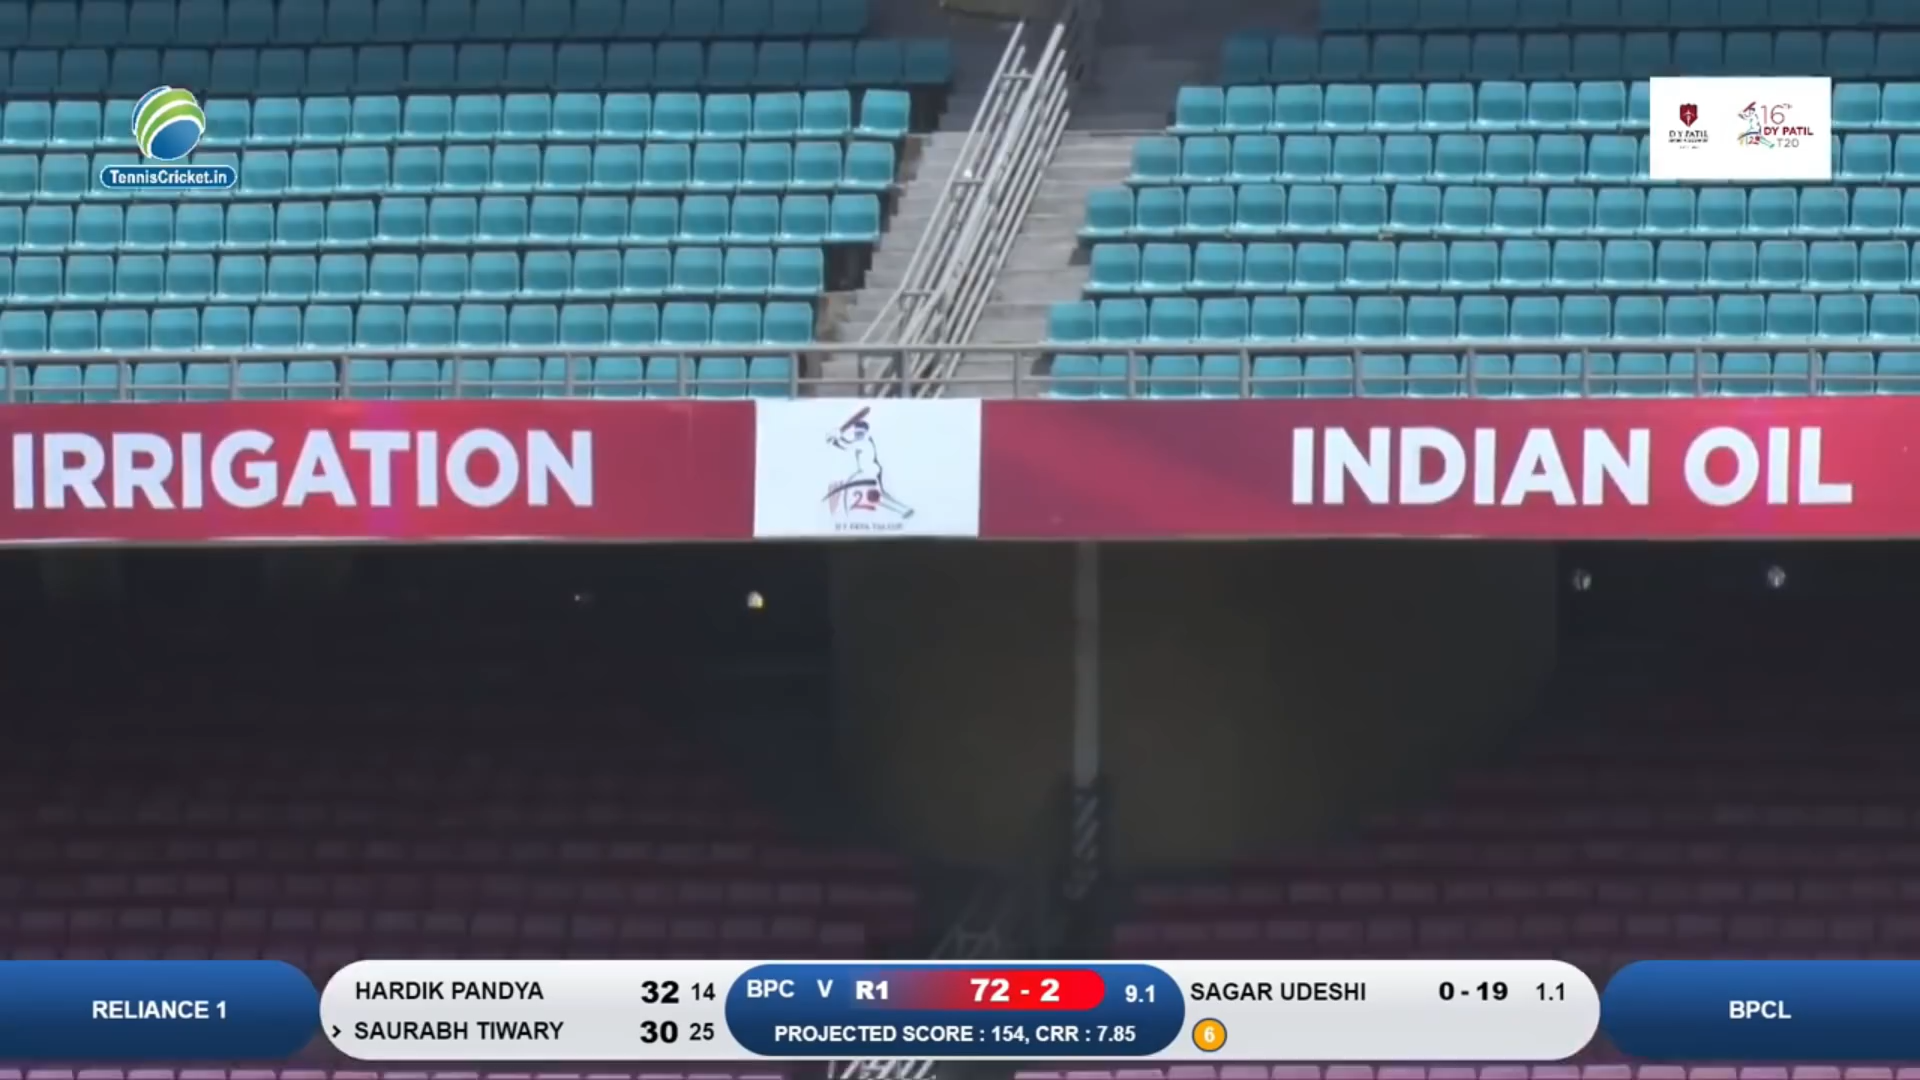 TennisCricket.in
D Y PATIL
16TH
DY PATIL
T20
IRRIGATION
INDIAN OIL
RELIANCE 1
HARDIK PANDYA 32 14
> SAURABH TIWARY 30 25
BPC V R1 72 - 2 9.1
PROJECTED SCORE : 154, CRR : 7.85
SAGAR UDESHI 0 - 19 1.1
6
BPCL